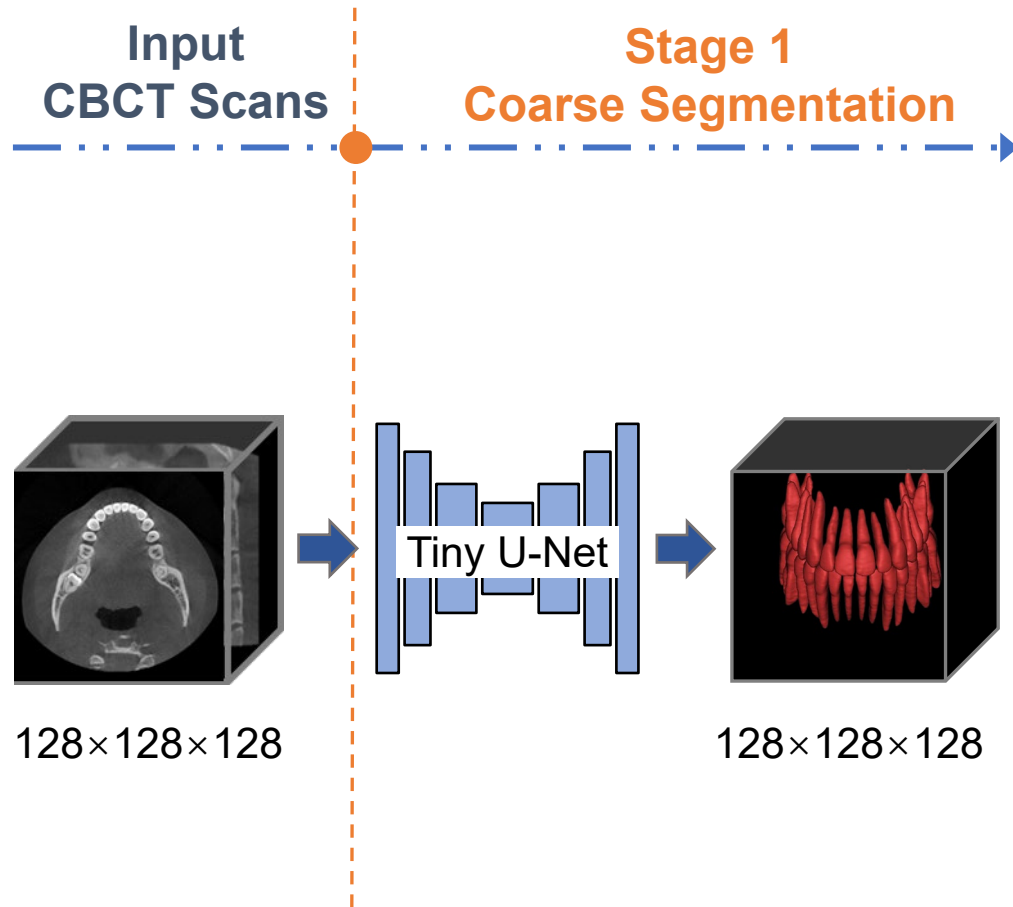 Input
CBCT Scans
Stage 1
Coarse Segmentation
Tiny U-Net
128×128×128
128×128×128